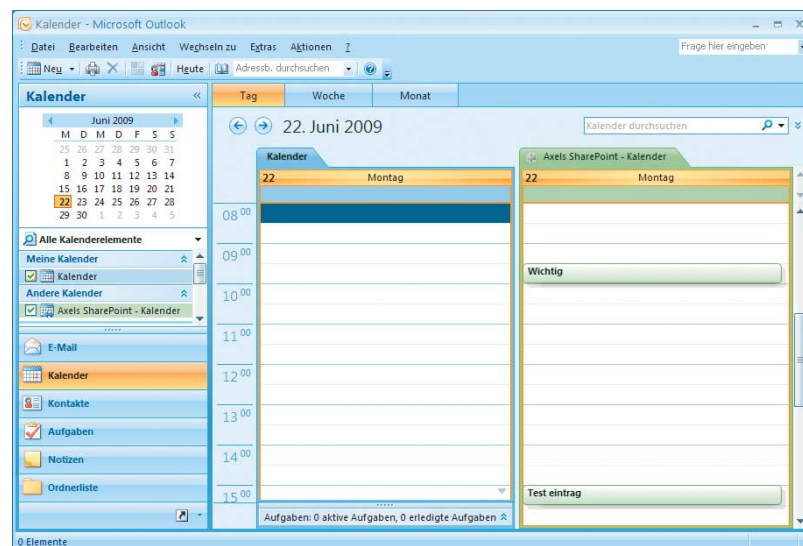 Kalender - Microsoft Outlook
Datei Bearbeiten Ansicht Wechseln zu Extras Aktionen ?
Frage hier eingeben
Neu Heute Adressb. durchsuchen
Kalender «
Juni 2009
M D M D F S S
25 26 27 28 29 30 31
1 2 3 4 5 6 7
8 9 10 11 12 13 14
15 16 17 18 19 20 21
22 23 24 25 26 27 28
29 30 1 2 3 4 5
Alle Kalenderelemente
Meine Kalender
Kalender
Andere Kalender
Axels SharePoint - Kalender
E-Mail
Kalender
Kontakte
Aufgaben
Notizen
Ordnerliste
Tag Woche Monat
22. Juni 2009
Kalender durchsuchen
Kalender
22 Montag
Axels SharePoint - Kalender
22 Montag
08 00
09 00
Wichtig
10 00
11 00
12 00
13 00
14 00
15 00
Test eintrag
Aufgaben: 0 aktive Aufgaben, 0 erledigte Aufgaben
0 Elemente